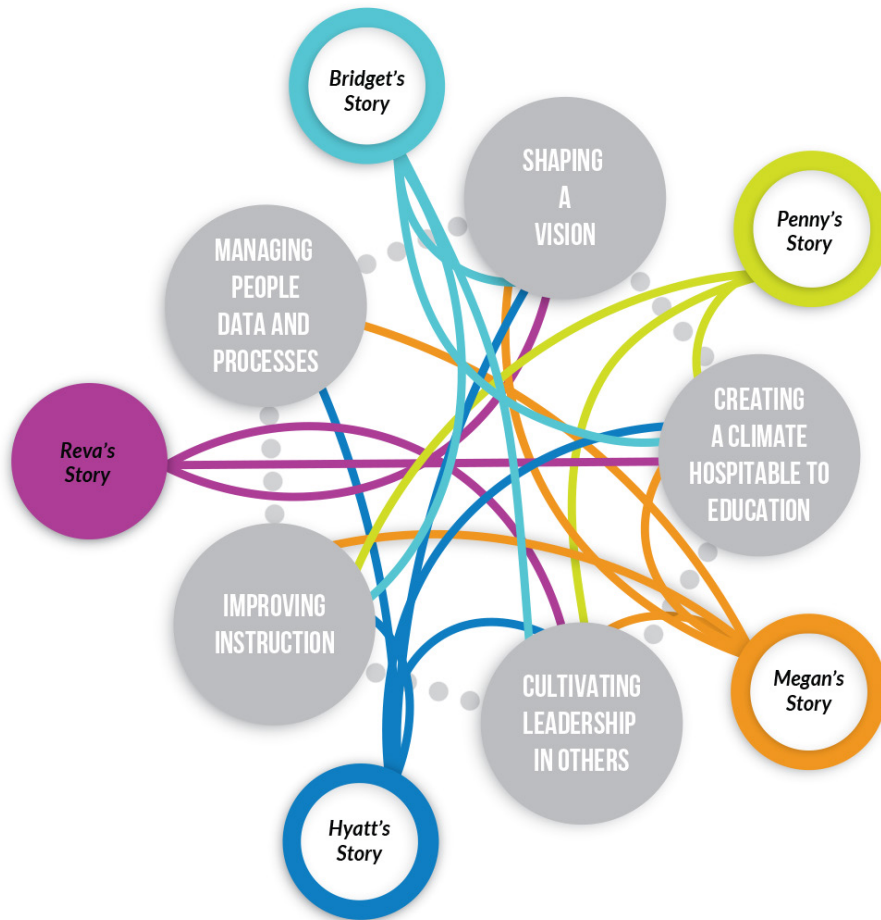 Bridget's
Story
SHAPING
A
VISION
Penny's
Story
MANAGING
PEOPLE
DATA AND
PROCESSES
CREATING
A CLIMATE
HOSPITABLE TO
EDUCATION
Reva's
Story
IMPROVING
INSTRUCTION
CULTIVATING
LEADERSHIP
IN OTHERS
Megan's
Story
Hyatt's
Story